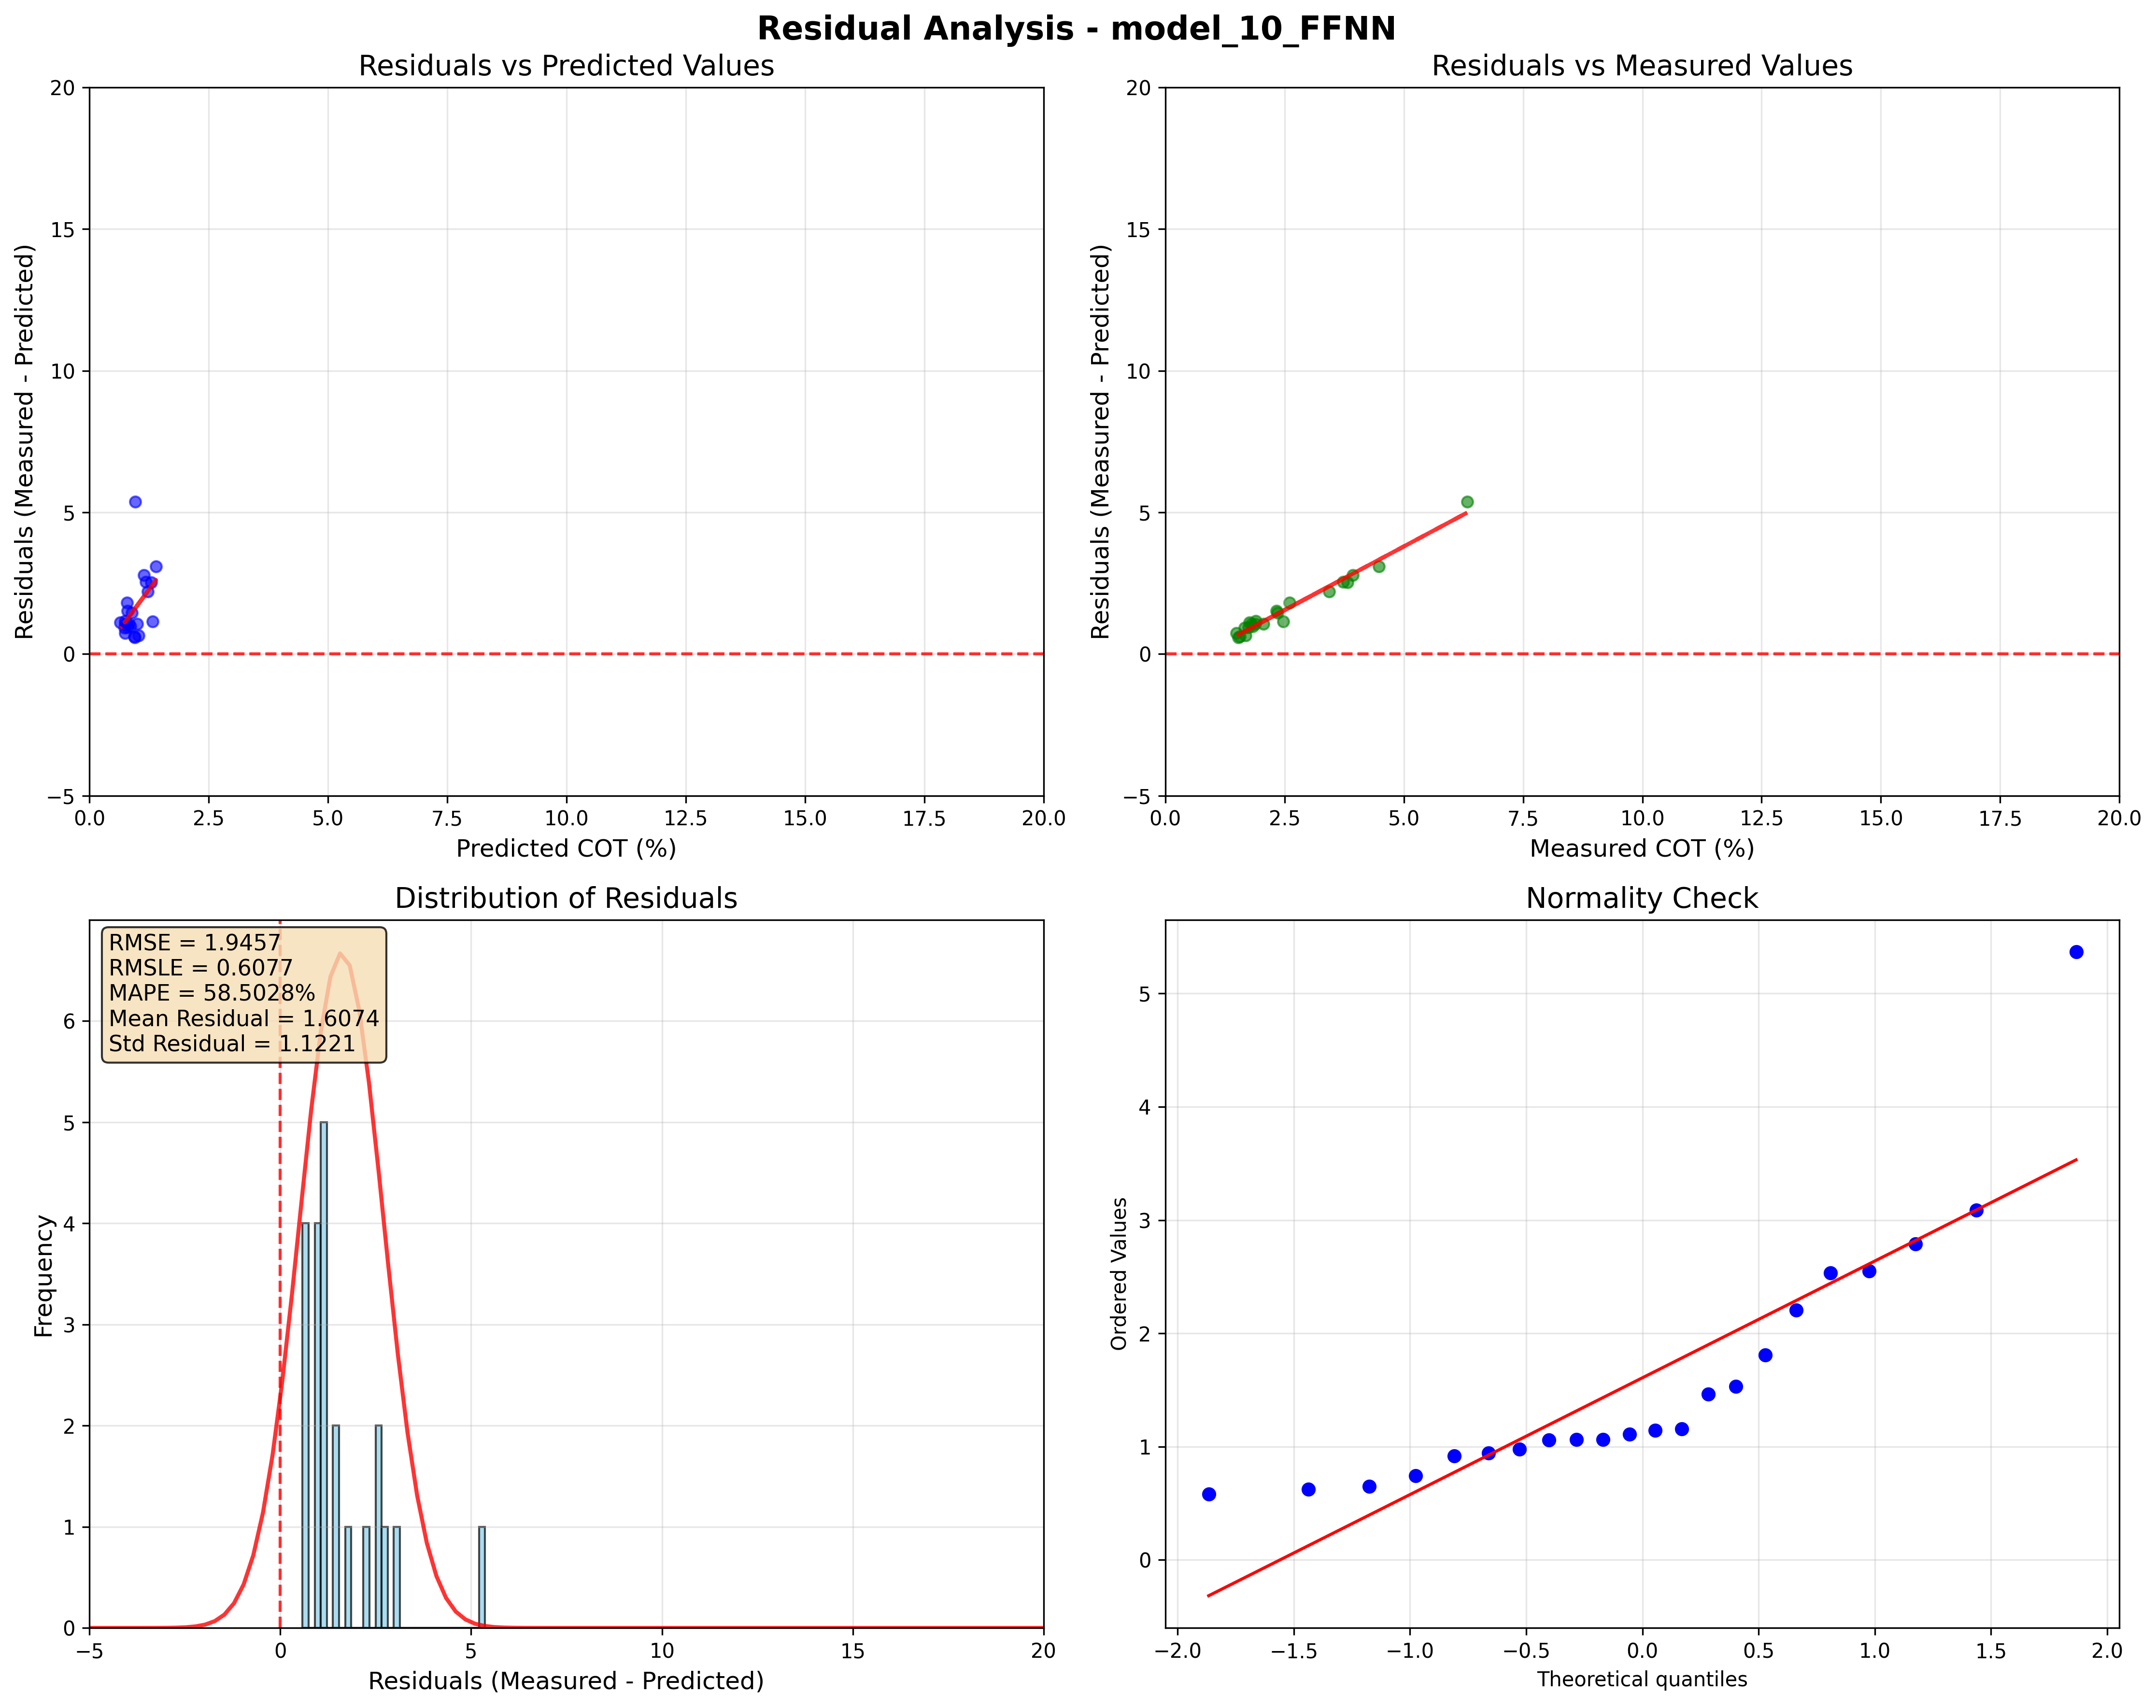 Residual Analysis - model_10_FFNN
Residuals vs Predicted Values
20
15
10
5
0
−5
0.0 2.5 5.0 7.5 10.0 12.5 15.0 17.5 20.0
Residuals (Measured - Predicted)
Predicted COT (%)
Residuals vs Measured Values
20
15
10
5
0
−5
0.0 2.5 5.0 7.5 10.0 12.5 15.0 17.5 20.0
Residuals (Measured - Predicted)
Measured COT (%)
Distribution of Residuals
RMSE = 1.9457
RMSLE = 0.6077
MAPE = 58.5028%
Mean Residual = 1.6074
Std Residual = 1.1221
6
5
4
3
2
1
0
−5 0 5 10 15 20
Frequency
Residuals (Measured - Predicted)
Normality Check
5
4
3
2
1
0
−2.0 −1.5 −1.0 −0.5 0.0 0.5 1.0 1.5 2.0
Ordered Values
Theoretical quantiles